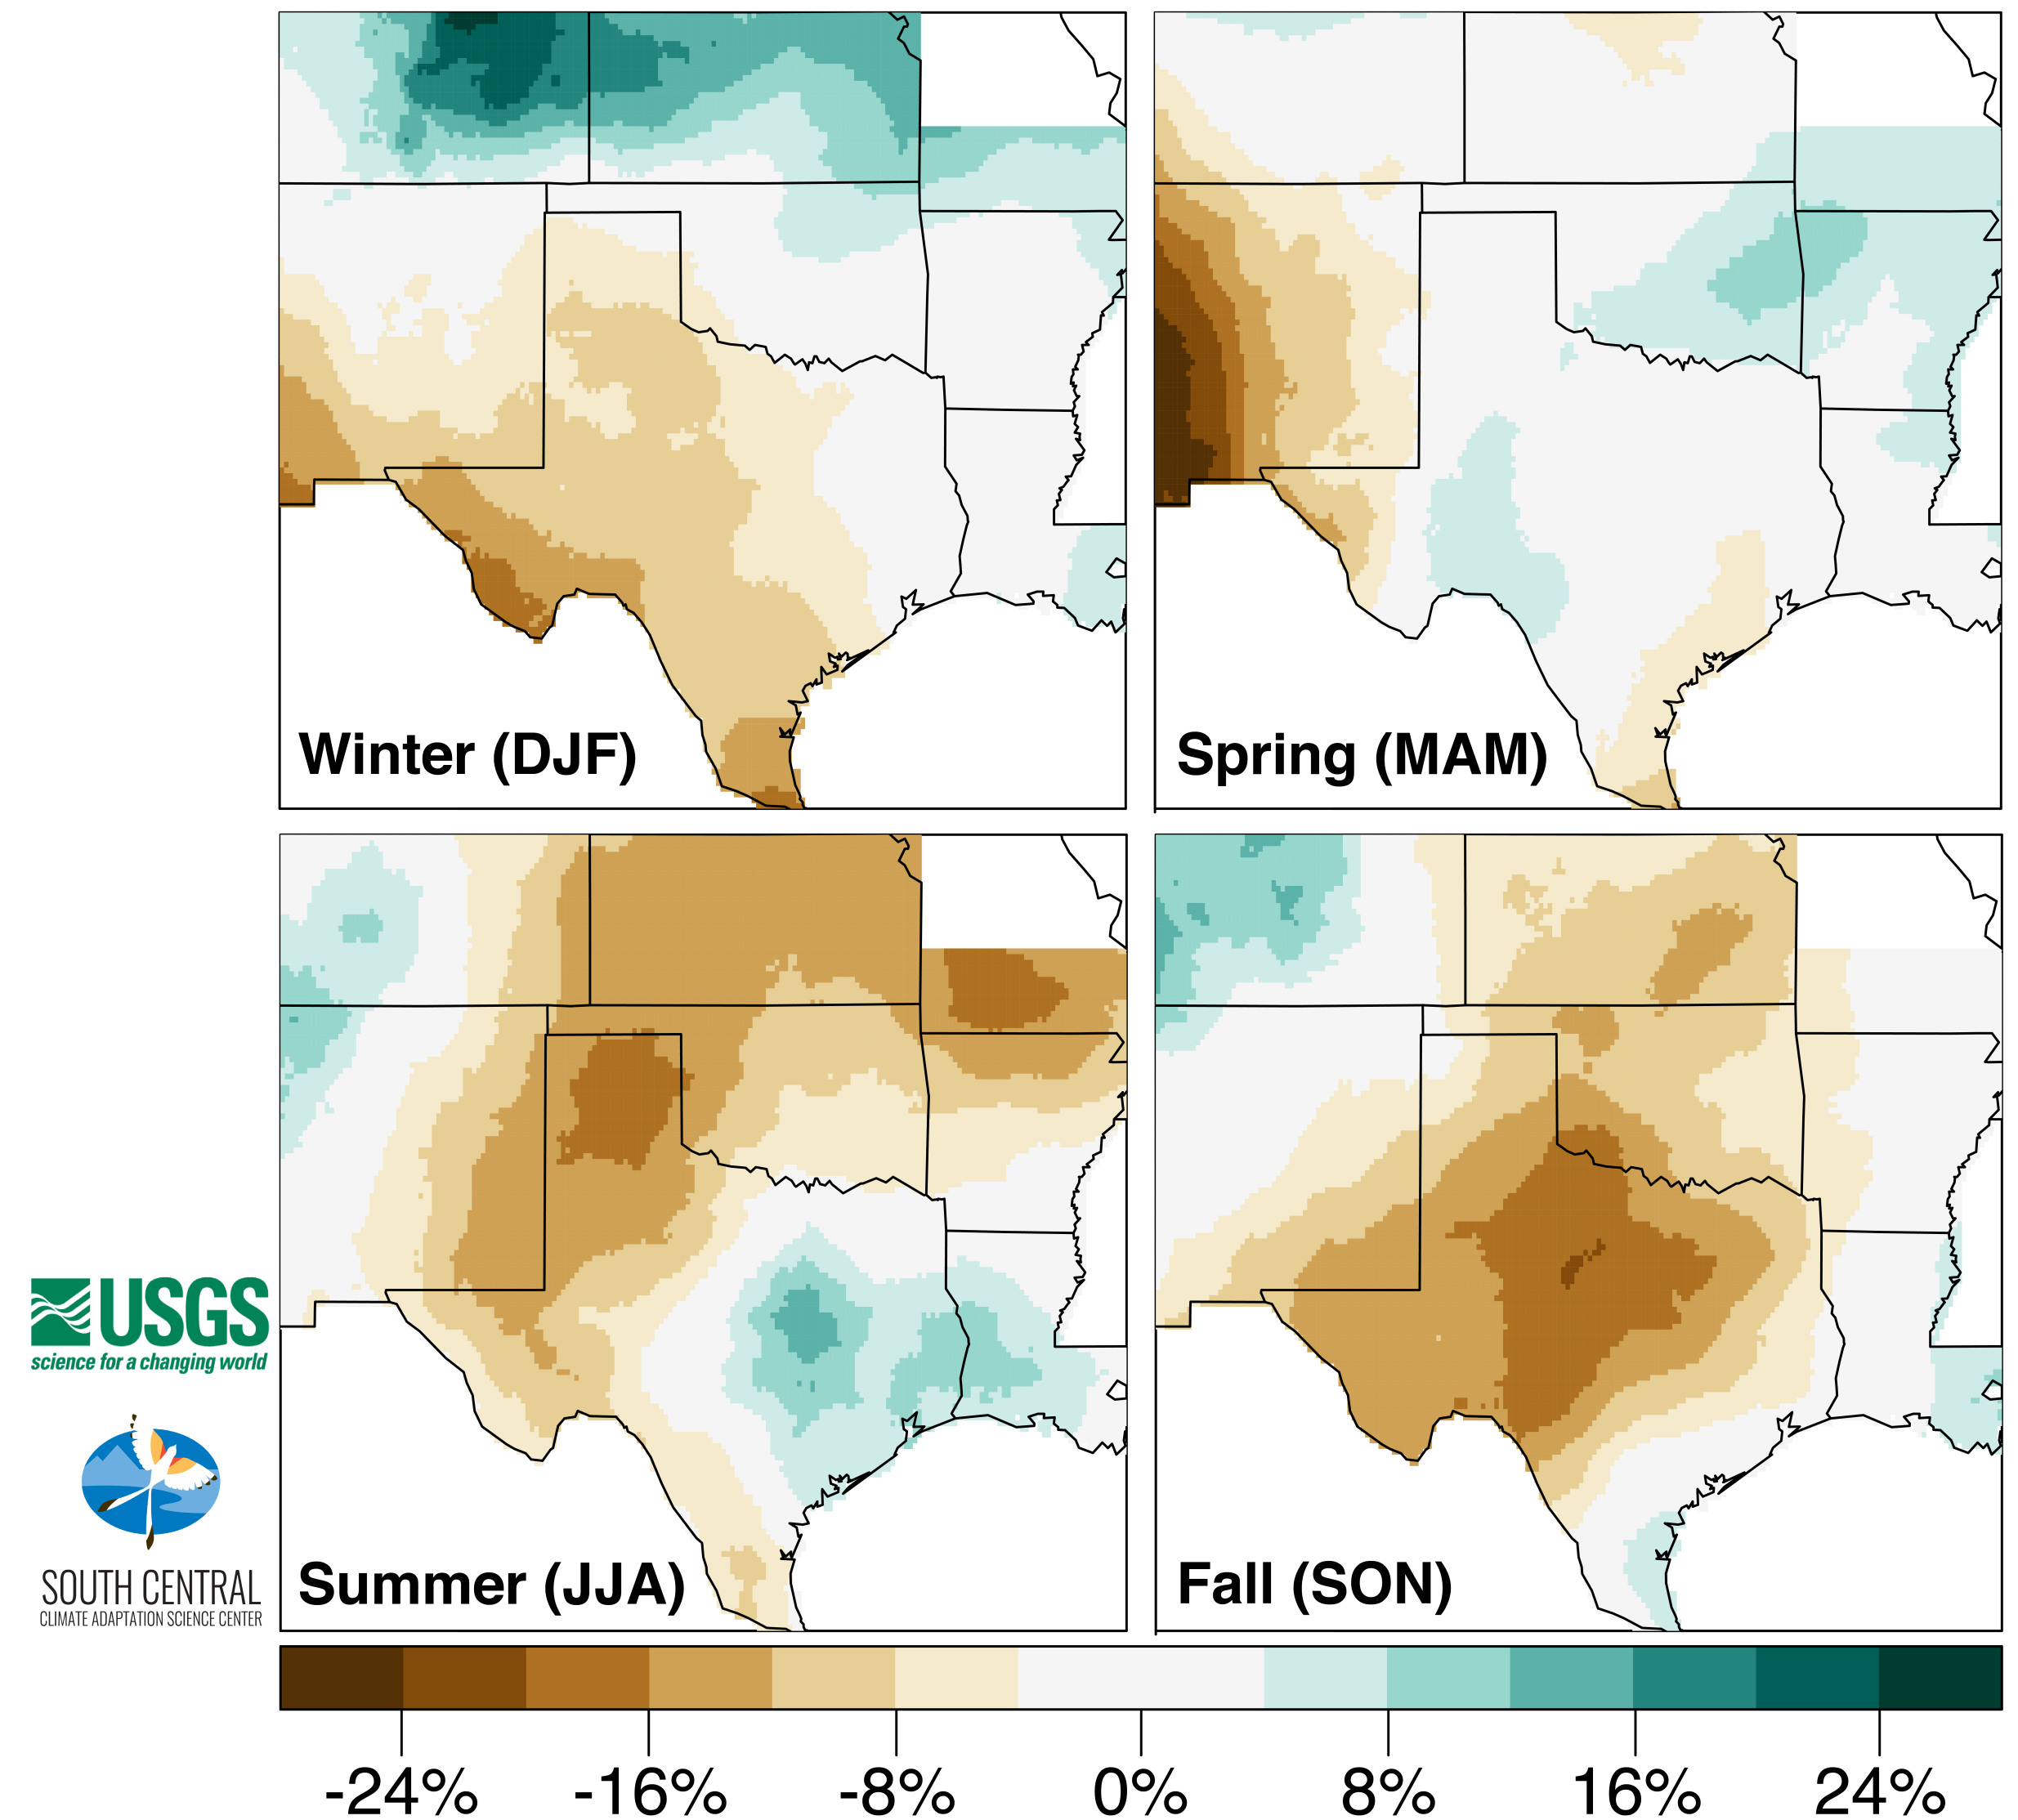 Winter (DJF)
Spring (MAM)
Summer (JJA)
Fall (SON)
USGS
science for a changing world
SOUTH CENTRAL
CLIMATE ADAPTATION SCIENCE CENTER
-24% -16% -8% 0% 8% 16% 24%